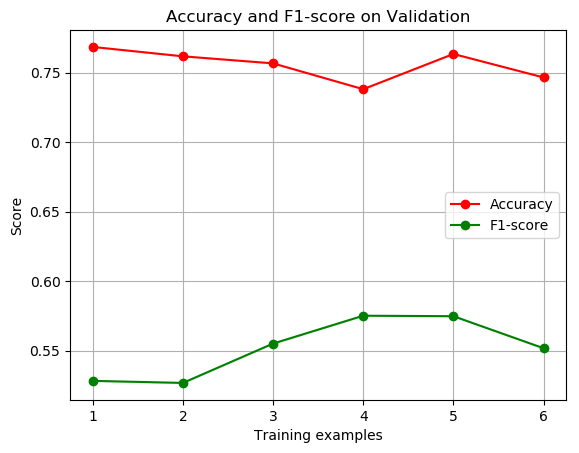 Accuracy and F1-score on Validation
0.75
0.70
0.65
0.60
0.55
Score
Accuracy
F1-score
1 2 3 4 5 6
Training examples